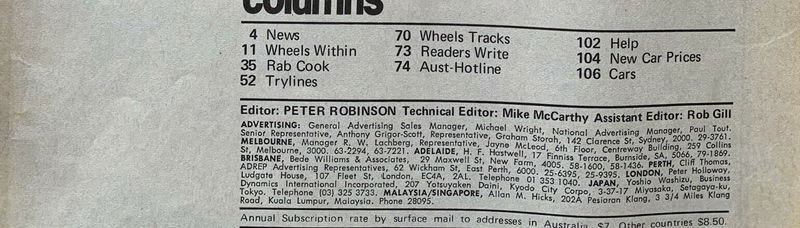 columns
4 News
11 Wheels Within
35 Rab Cook
52 Trylines
70 Wheels Tracks
73 Readers Write
74 Aust-Hotline
102 Help
104 New Car Prices
106 Cars
Editor: PETER ROBINSON Technical Editor: Mike McCarthy Assistant Editor: Rob Gill
ADVERTISING: General Advertising Sales Manager, Michael Wright, National Advertising Manager, Paul Tout.
Senior Representative, Anthony Grigor-Scott, Representative, Graham Storah, 142 Clarence St, Sydney, 2000. 29-3761.
MELBOURNE, Manager R. W. Lachberg, Representative, Jayne McLeod, 6th Floor, Centreway Building, 259 Collins
St, Melbourne, 3000. 63-2294, 63-7221. ADELAIDE, H. F. Hastwell, 17 Finniss Terrace, Burnside, SA, 5066, 79-1869.
BRISBANE, Bede Williams & Associates, 29 Maxwell St, New Farm, 4005. 58-1600, 58-1436. PERTH, Cliff Thomas,
ADREP Advertising Representatives, 62 Wickham St, East Perth, 6000. 25-6395, 25-9395. LONDON, Peter Holloway,
Ludgate House, 107 Fleet St, London, EC4A, 2AL. Telephone 01 353 1040. JAPAN, Yoshio Washizu, Business
Dynamics International Incorporated, 207 Yotsuyaken Daini, Kyodo City Corpo, 3-37-17 Miyasaka, Setagaya-ku,
Tokyo. Telephone (03) 325 3733. MALAYSIA/SINGAPORE, Allan M. Hicks, 202A Pesiaran Klang, 3 3/4 Miles Klang
Road, Kuala Lumpur, Malaysia. Phone 28095.
Annual Subscription rate by surface mail to addresses in Australia $7. Other countries $8.50.